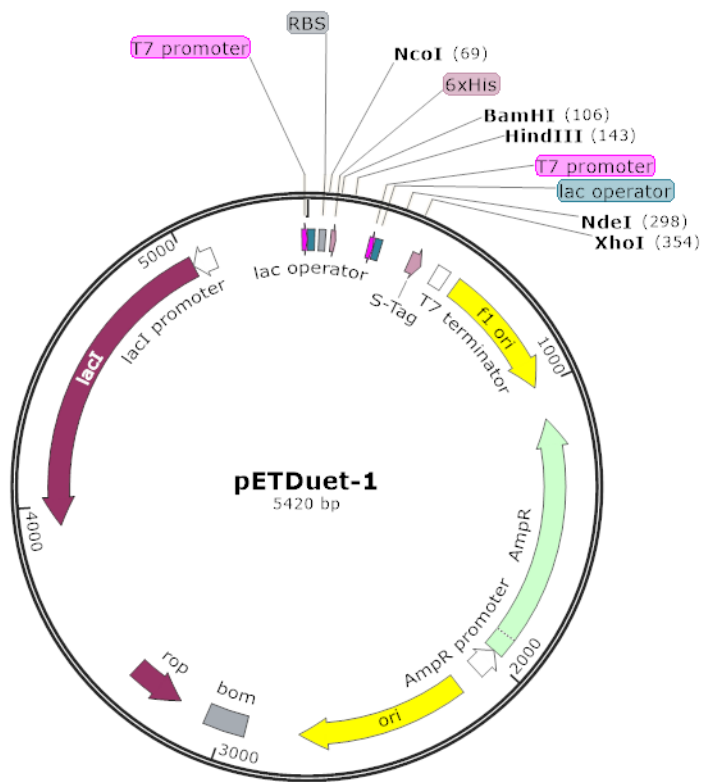 RBS
T7 promoter
NcoI (69)
6xHis
BamHI (106)
HindIII (143)
T7 promoter
lac operator
NdeI (298)
XhoI (354)
5000
lac operator
lacI promoter
S-Tag
T7 terminator
f1 ori
1000
lacI
pETDuet-1
5420 bp
4000
AmpR
AmpR promoter
2000
rop
bom
ori
3000